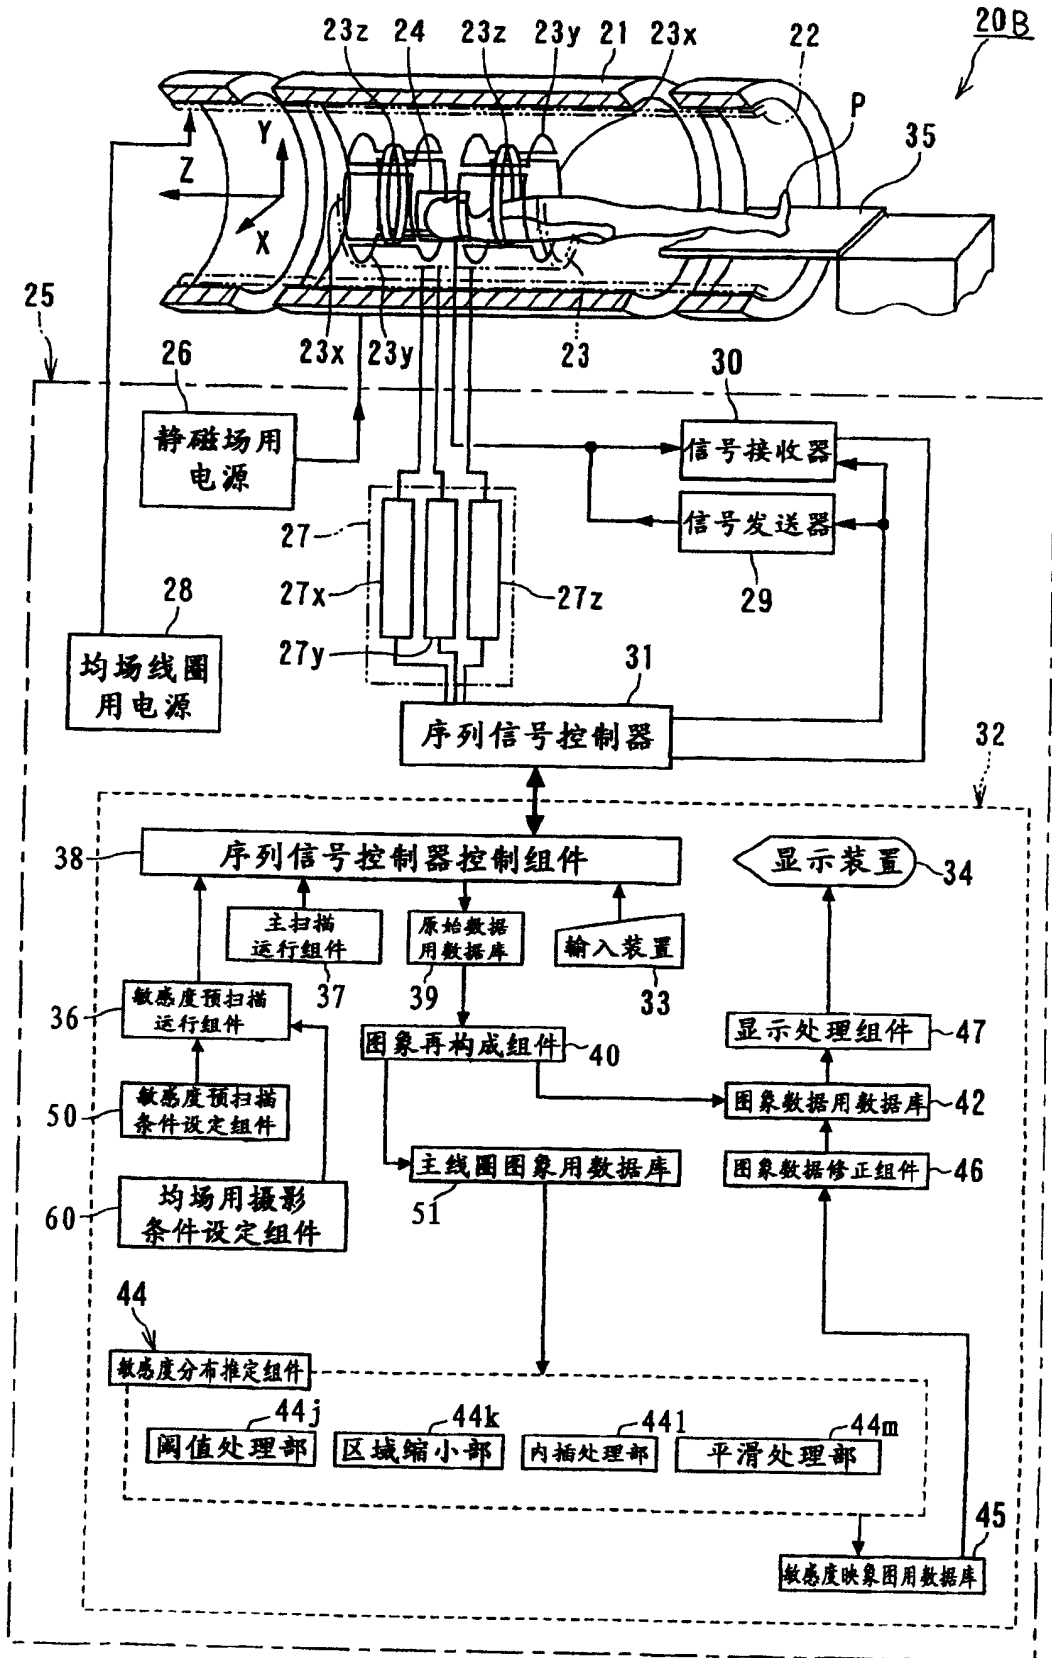 20B
23z 24 23z 23y 21 23x 22
P
35
Y
Z
X
25
23x 23y 23
26
静磁场用
电源
30
信号接收器
信号发送器
29
27
27x
27y
27z
28
均场线圈
用电源
31
序列信号控制器
32
38
序列信号控制器控制组件
显示装置
34
主扫描
运行组件
37
原始数据
用数据库
39
输入装置
33
36
敏感度预扫描
运行组件
图象再构成组件
40
显示处理组件
47
50
敏感度预扫描
条件设定组件
图象数据用数据库
42
主线圈图象用数据库
51
图象数据修正组件
46
60
均场用摄影
条件设定组件
44
敏感度分布推定组件
44j
阈值处理部
44k
区域缩小部
44l
内插处理部
44m
平滑处理部
45
敏感度映象图用数据库